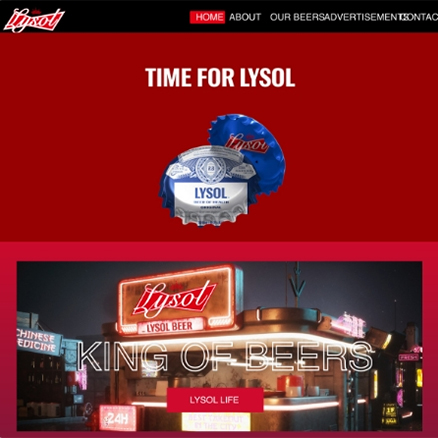 Lysol
HOME ABOUT OUR BEERS ADVERTISEMENTS CONTAC
TIME FOR LYSOL
Lysol
LYSOL
Lysol
LYSOL BEER
CHINESE
MEDICINE
KING OF BEERS
LYSOL LIFE
24H